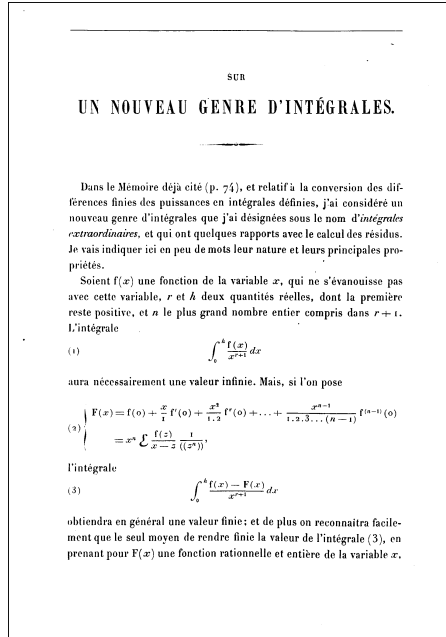 SUR
UN NOUVEAU GENRE D'INTÉGRALES.
Dans le Mémoire déjà cité (p. 74), et relatif à la conversion des dif-
férences finies des puissances en intégrales définies, j'ai considéré un
nouveau genre d'intégrales que j'ai désignées sous le nom d'intégrales
extraordinaires, et qui ont quelques rapports avec le calcul des résidus.
Je vais indiquer ici en peu de mots leur nature et leurs principales pro-
priétés.
Soient f(x) une fonction de la variable x, qui ne s'évanouisse pas
avec cette variable, r et h deux quantités réelles, dont la première
reste positive, et n le plus grand nombre entier compris dans r + 1.
L'intégrale
(1) ∫₀ʰ f(x)/xʳ⁺¹ dx
aura nécessairement une valeur infinie. Mais, si l'on pose
(2) { F(x) = f(0) + x/1 f'(0) + x²/1.2 f''(0) + ... + xⁿ⁻¹/1.2.3...(n − 1) f⁽ⁿ⁻¹⁾(0)
= xⁿ ℰ f(z)/(x − z) 1/((zⁿ)),
l'intégrale
(3) ∫₀ʰ (f(x) − F(x))/xʳ⁺¹ dx
obtiendra en général une valeur finie; et de plus on reconnaîtra facile-
ment que le seul moyen de rendre finie la valeur de l'intégrale (3), en
prenant pour F(x) une fonction rationnelle et entière de la variable x,